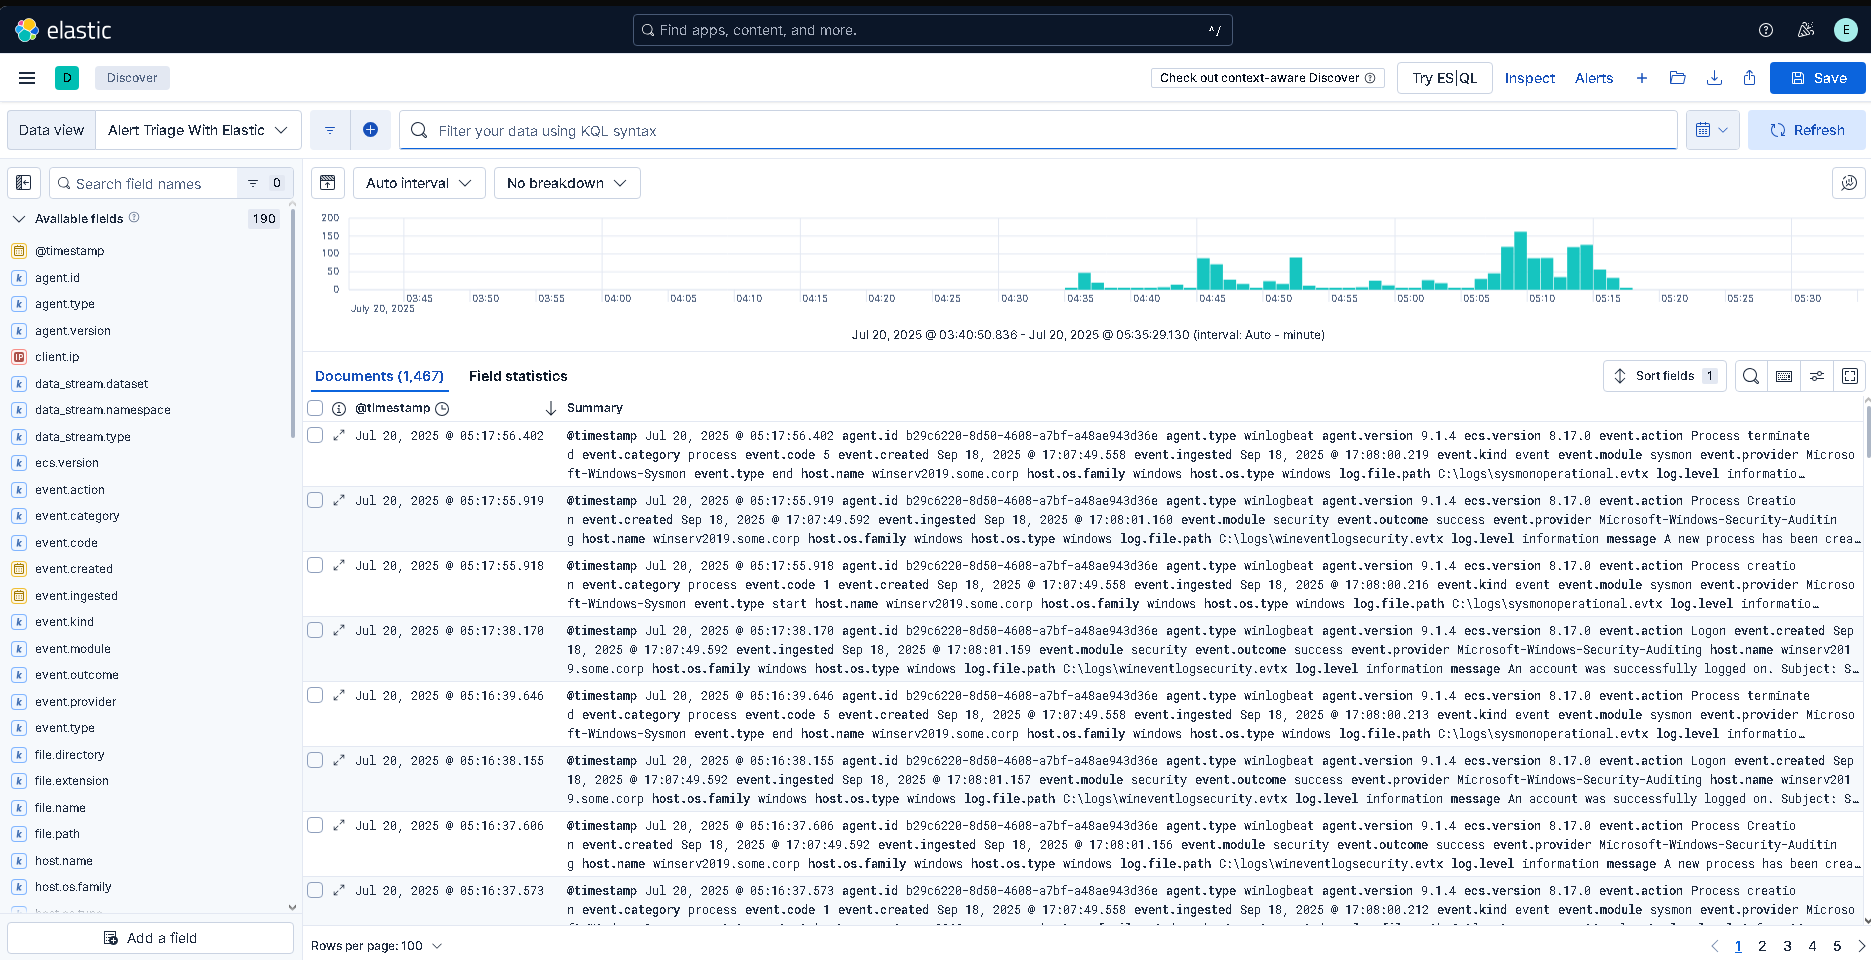 elastic
Find apps, content, and more.
^/
E
D
Discover
Check out context-aware Discover
Try ES|QL
Inspect
Alerts
Save
Data view
Alert Triage With Elastic
Filter your data using KQL syntax
Refresh
Search field names
0
Auto interval
No breakdown
Available fields
190
@timestamp
agent.id
agent.type
agent.version
client.ip
data_stream.dataset
data_stream.namespace
data_stream.type
ecs.version
event.action
event.category
event.code
event.created
event.ingested
event.kind
event.module
event.outcome
event.provider
event.type
file.directory
file.extension
file.name
file.path
host.name
host.os.family
Add a field
200
150
100
50
0
03:45 03:50 03:55 04:00 04:05 04:10 04:15 04:20 04:25 04:30 04:35 04:40 04:45 04:50 04:55 05:00 05:05 05:10 05:15 05:20 05:25 05:30
July 20, 2025
Jul 20, 2025 @ 03:40:50.836 - Jul 20, 2025 @ 05:35:29.130 (interval: Auto - minute)
Documents (1,467)
Field statistics
Sort fields 1
@timestamp
Summary
Jul 20, 2025 @ 05:17:56.402
@timestamp Jul 20, 2025 @ 05:17:56.402 agent.id b29c6220-8d50-4608-a7bf-a48ae943d36e agent.type winlogbeat agent.version 9.1.4 ecs.version 8.17.0 event.action Process terminate
d event.category process event.code 5 event.created Sep 18, 2025 @ 17:07:49.558 event.ingested Sep 18, 2025 @ 17:08:00.219 event.kind event event.module sysmon event.provider Microso
ft-Windows-Sysmon event.type end host.name winserv2019.some.corp host.os.family windows host.os.type windows log.file.path C:\logs\sysmonoperational.evtx log.level informatio…
Jul 20, 2025 @ 05:17:55.919
@timestamp Jul 20, 2025 @ 05:17:55.919 agent.id b29c6220-8d50-4608-a7bf-a48ae943d36e agent.type winlogbeat agent.version 9.1.4 ecs.version 8.17.0 event.action Process Creatio
n event.created Sep 18, 2025 @ 17:07:49.592 event.ingested Sep 18, 2025 @ 17:08:01.160 event.module security event.outcome success event.provider Microsoft-Windows-Security-Auditin
g host.name winserv2019.some.corp host.os.family windows host.os.type windows log.file.path C:\logs\wineventlogsecurity.evtx log.level information message A new process has been crea…
Jul 20, 2025 @ 05:17:55.918
@timestamp Jul 20, 2025 @ 05:17:55.918 agent.id b29c6220-8d50-4608-a7bf-a48ae943d36e agent.type winlogbeat agent.version 9.1.4 ecs.version 8.17.0 event.action Process creatio
n event.category process event.code 1 event.created Sep 18, 2025 @ 17:07:49.558 event.ingested Sep 18, 2025 @ 17:08:00.216 event.kind event event.module sysmon event.provider Microso
ft-Windows-Sysmon event.type start host.name winserv2019.some.corp host.os.family windows host.os.type windows log.file.path C:\logs\sysmonoperational.evtx log.level informatio…
Jul 20, 2025 @ 05:17:38.170
@timestamp Jul 20, 2025 @ 05:17:38.170 agent.id b29c6220-8d50-4608-a7bf-a48ae943d36e agent.type winlogbeat agent.version 9.1.4 ecs.version 8.17.0 event.action Logon event.created Sep
18, 2025 @ 17:07:49.592 event.ingested Sep 18, 2025 @ 17:08:01.159 event.module security event.outcome success event.provider Microsoft-Windows-Security-Auditing host.name winserv201
9.some.corp host.os.family windows host.os.type windows log.file.path C:\logs\wineventlogsecurity.evtx log.level information message An account was successfully logged on. Subject: S…
Jul 20, 2025 @ 05:16:39.646
@timestamp Jul 20, 2025 @ 05:16:39.646 agent.id b29c6220-8d50-4608-a7bf-a48ae943d36e agent.type winlogbeat agent.version 9.1.4 ecs.version 8.17.0 event.action Process terminate
d event.category process event.code 5 event.created Sep 18, 2025 @ 17:07:49.558 event.ingested Sep 18, 2025 @ 17:08:00.213 event.kind event event.module sysmon event.provider Microso
ft-Windows-Sysmon event.type end host.name winserv2019.some.corp host.os.family windows host.os.type windows log.file.path C:\logs\sysmonoperational.evtx log.level informatio…
Jul 20, 2025 @ 05:16:38.155
@timestamp Jul 20, 2025 @ 05:16:38.155 agent.id b29c6220-8d50-4608-a7bf-a48ae943d36e agent.type winlogbeat agent.version 9.1.4 ecs.version 8.17.0 event.action Logon event.created Sep
18, 2025 @ 17:07:49.592 event.ingested Sep 18, 2025 @ 17:08:01.157 event.module security event.outcome success event.provider Microsoft-Windows-Security-Auditing host.name winserv201
9.some.corp host.os.family windows host.os.type windows log.file.path C:\logs\wineventlogsecurity.evtx log.level information message An account was successfully logged on. Subject: S…
Jul 20, 2025 @ 05:16:37.606
@timestamp Jul 20, 2025 @ 05:16:37.606 agent.id b29c6220-8d50-4608-a7bf-a48ae943d36e agent.type winlogbeat agent.version 9.1.4 ecs.version 8.17.0 event.action Process Creatio
n event.created Sep 18, 2025 @ 17:07:49.592 event.ingested Sep 18, 2025 @ 17:08:01.156 event.module security event.outcome success event.provider Microsoft-Windows-Security-Auditin
g host.name winserv2019.some.corp host.os.family windows host.os.type windows log.file.path C:\logs\wineventlogsecurity.evtx log.level information message A new process has been crea…
Jul 20, 2025 @ 05:16:37.573
@timestamp Jul 20, 2025 @ 05:16:37.573 agent.id b29c6220-8d50-4608-a7bf-a48ae943d36e agent.type winlogbeat agent.version 9.1.4 ecs.version 8.17.0 event.action Process creatio
n event.category process event.code 1 event.created Sep 18, 2025 @ 17:07:49.558 event.ingested Sep 18, 2025 @ 17:08:00.212 event.kind event event.module sysmon event.provider Microso
Rows per page: 100
1 2 3 4 5